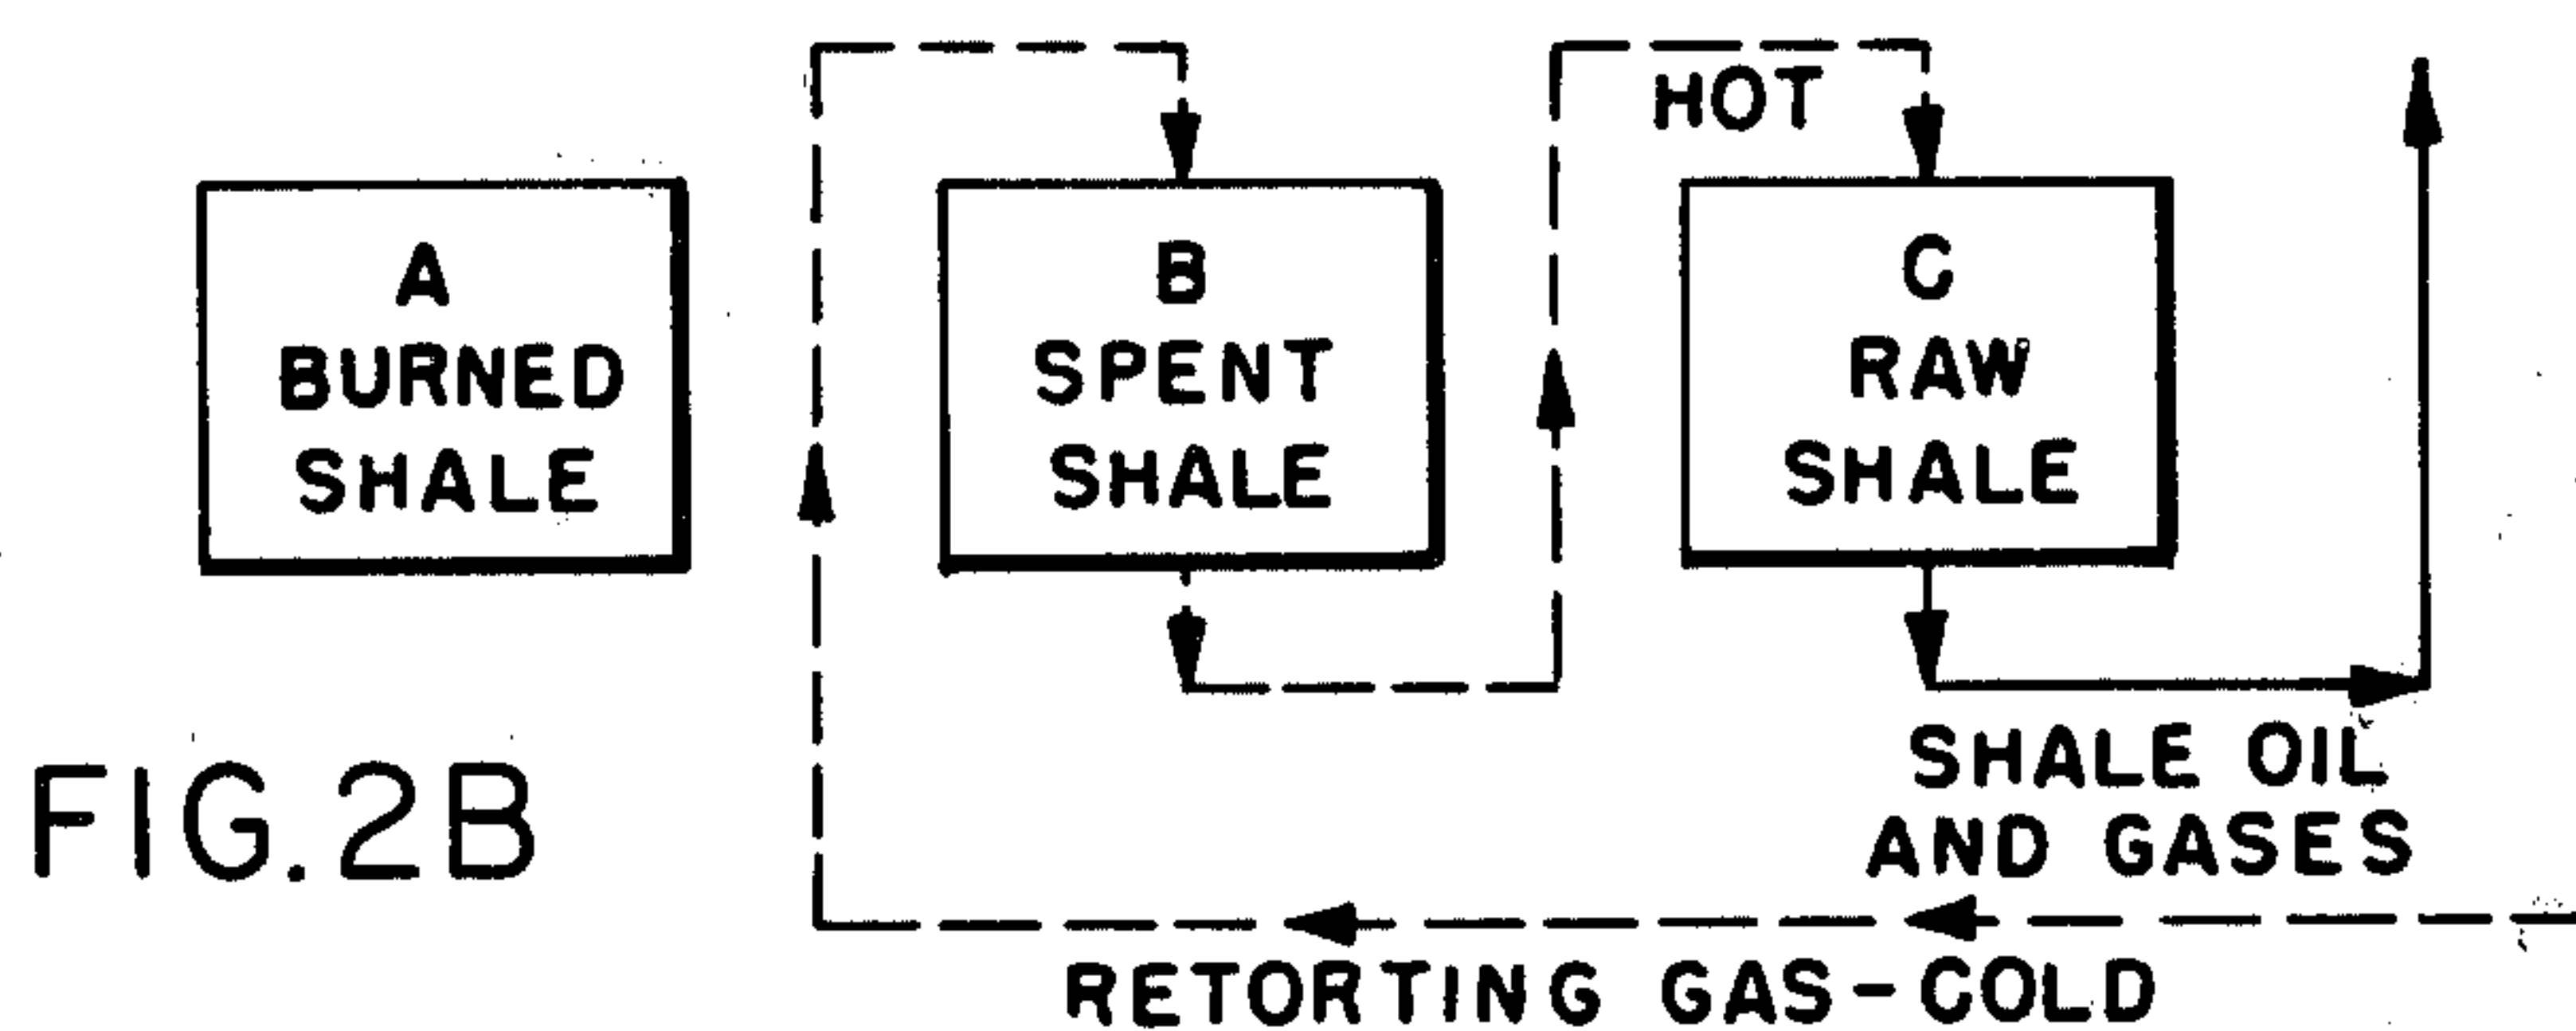 HOT
A
BURNED
SHALE
B
SPENT
SHALE
C
RAW
SHALE
SHALE OIL
AND GASES
FIG.2B
RETORTING GAS-COLD